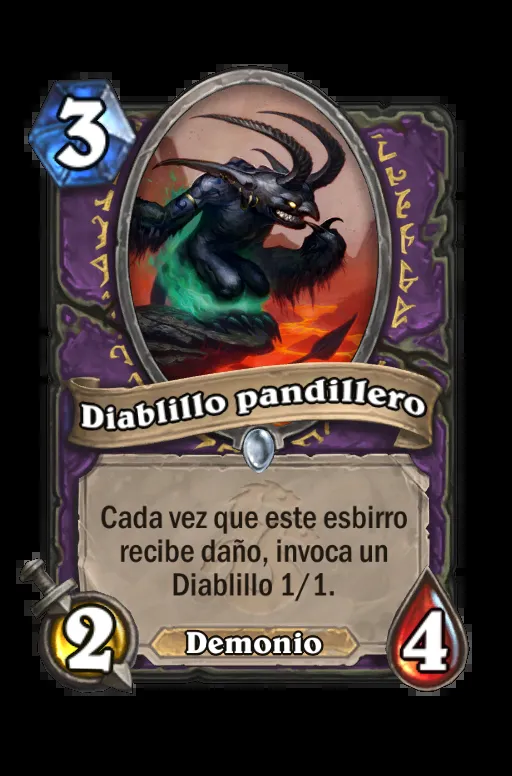 3
Diablillo pandillero
Cada vez que este esbirro
recibe daño, invoca un
Diablillo 1/1.
2
Demonio
4